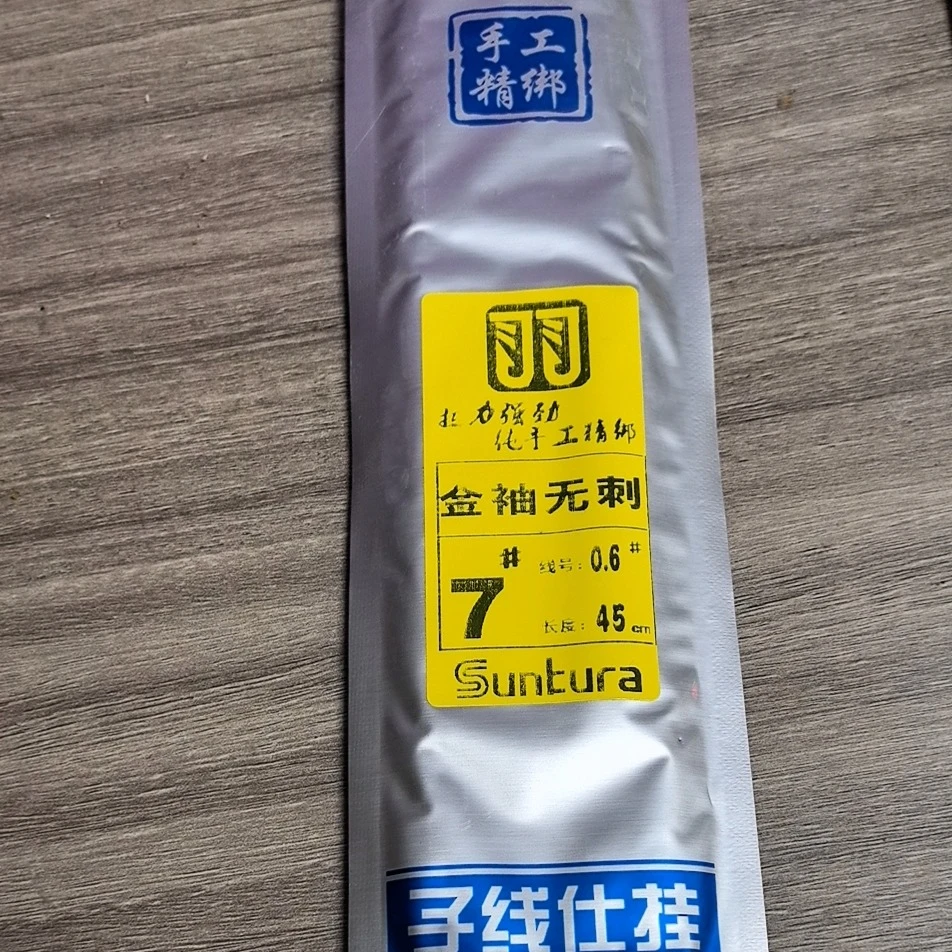 手工
精绑
羽
拉力强劲
纯手工精绑
金袖无刺
7# 线号：0.6#
长度：45cm
Suntura
子线仕挂